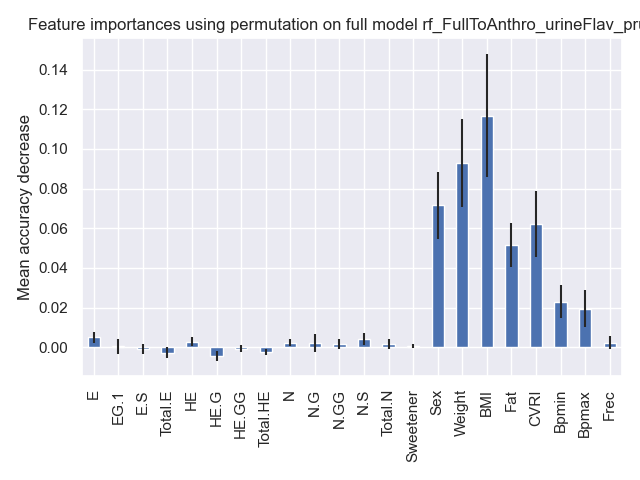 Feature importances using permutation on full model rf_FullToAnthro_urineFlav_pru
Mean accuracy decrease
0.14
0.12
0.10
0.08
0.06
0.04
0.02
0.00
E
EG.1
E.S
Total.E
HE
HE.G
HE.GG
Total.HE
N
N.G
N.GG
N.S
Total.N
Sweetener
Sex
Weight
BMI
Fat
CVRI
Bpmin
Bpmax
Frec